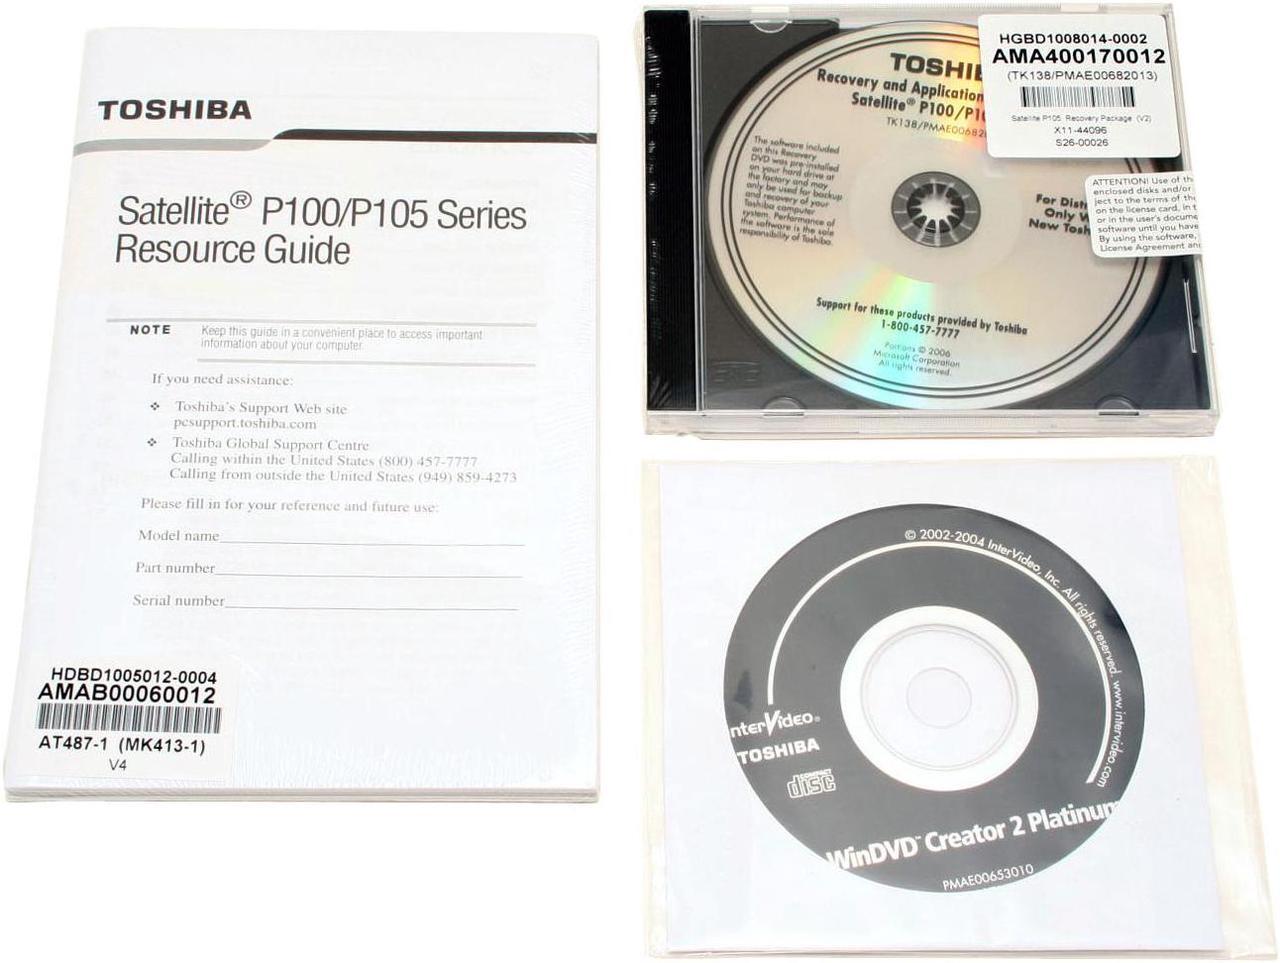 TOSHIBA
Satellite® P100/P105 Series
Resource Guide
NOTE
Keep this guide in a convenient place to access important
information about your computer.
If you need assistance:
❖ Toshiba's Support Web site
pcsupport.toshiba.com
❖ Toshiba Global Support Centre
Calling within the United States (800) 457-7777
Calling from outside the United States (949) 859-4273
Please fill in for your reference and future use:
Model name
Part number
Serial number
HDBD1005012-0004
AMAB00060012
AT487-1 (MK413-1)
V4
TOSHI
Recovery and Application
Satellite® P100/P1
TK138/PMAE00682
The software included
on this Recovery
DVD was pre-installed
on your hard drive at
the factory and may
only be used for backup
and recovery of your
Toshiba computer
system. Performance of
the software is the sole
responsibility of Toshiba.
For Dist
Only W
New Tosh
Support for these products provided by Toshiba
1-800-457-7777
Portions © 2006
Microsoft Corporation
All rights reserved.
HGBD1008014-0002
AMA400170012
(TK138/PMAE00682013)
Satellite P105 Recovery Package (V2)
X11-44096
S26-00026
ATTENTION! Use of th
enclosed disks and/or
ject to the terms of the
on the license card, in t
or in the user's docume
software until you have
By using the software,
License Agreement and
© 2002-2004 InterVideo, Inc. All rights reserved. www.intervideo.com
nterVideo®
TOSHIBA
COMPACT
disc
WinDVD™ Creator 2 Platinum
PMAE00653010